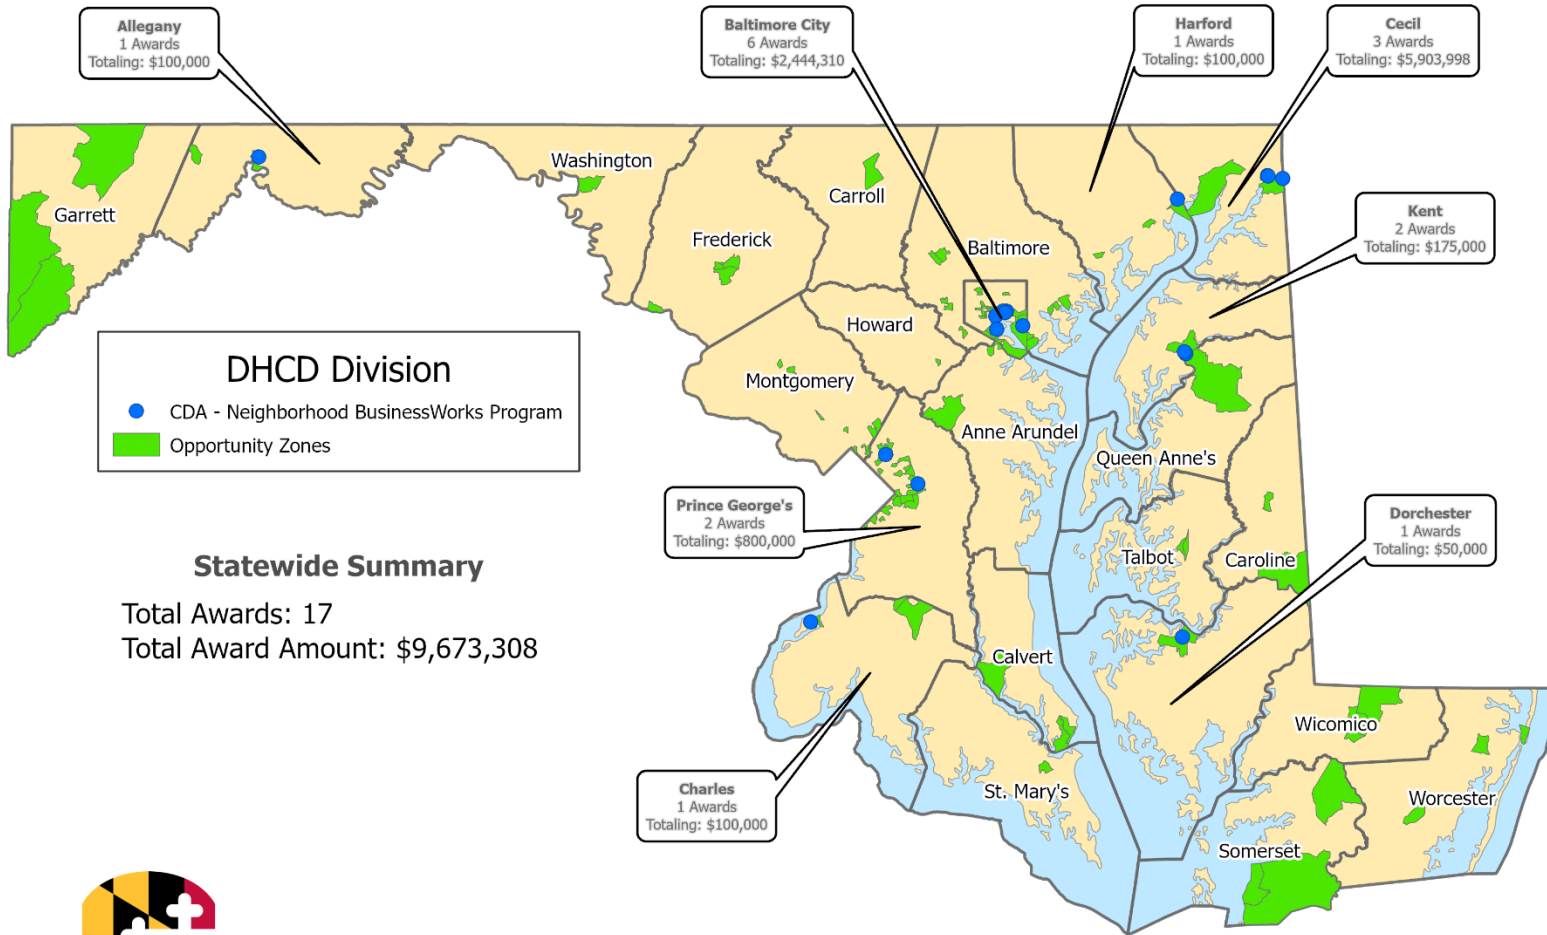 Allegany
1 Awards
Totaling: $100,000
Baltimore City
6 Awards
Totaling: $2,444,310
Harford
1 Awards
Totaling: $100,000
Cecil
3 Awards
Totaling: $5,903,998
Kent
2 Awards
Totaling: $175,000
Washington
Garrett
Frederick
Carroll
Baltimore
Howard
Montgomery
Anne Arundel
Queen Anne's
DHCD Division
CDA - Neighborhood BusinessWorks Program
Opportunity Zones
Prince George's
2 Awards
Totaling: $800,000
Dorchester
1 Awards
Totaling: $50,000
Talbot
Caroline
Statewide Summary
Total Awards: 17
Total Award Amount: $9,673,308
Calvert
Wicomico
Charles
1 Awards
Totaling: $100,000
St. Mary's
Worcester
Somerset